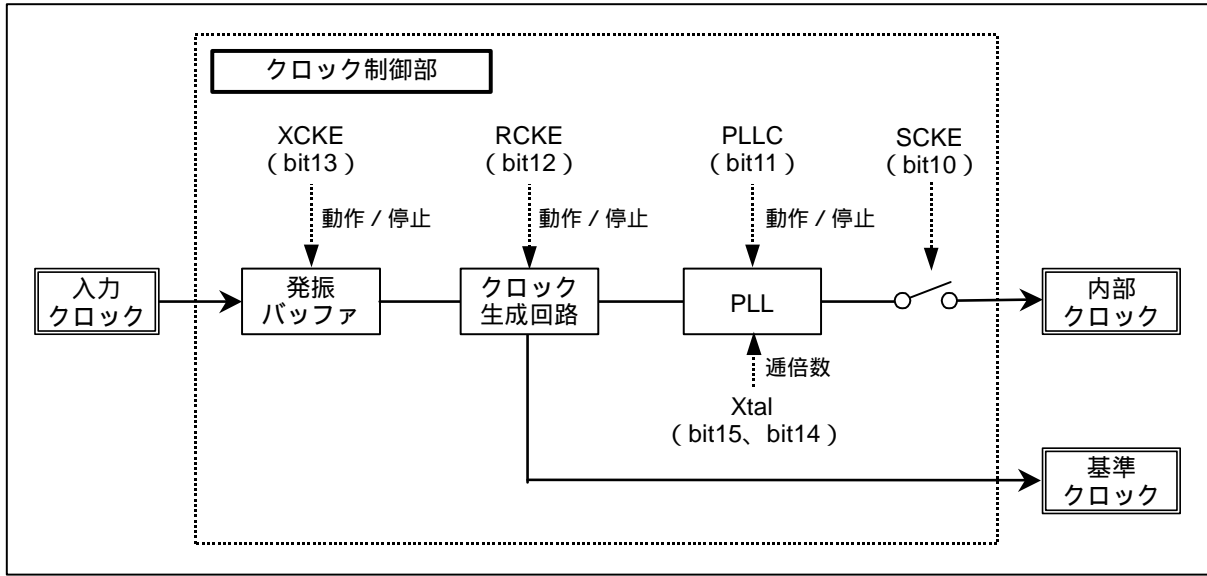 クロック制御部
XCKE
（bit13）
RCKE
（bit12）
PLLC
（bit11）
SCKE
（bit10）
動作 / 停止
動作 / 停止
動作 / 停止
入力
クロック
発振
バッファ
クロック
生成回路
PLL
内部
クロック
逓倍数
Xtal
（bit15、bit14）
基準
クロック